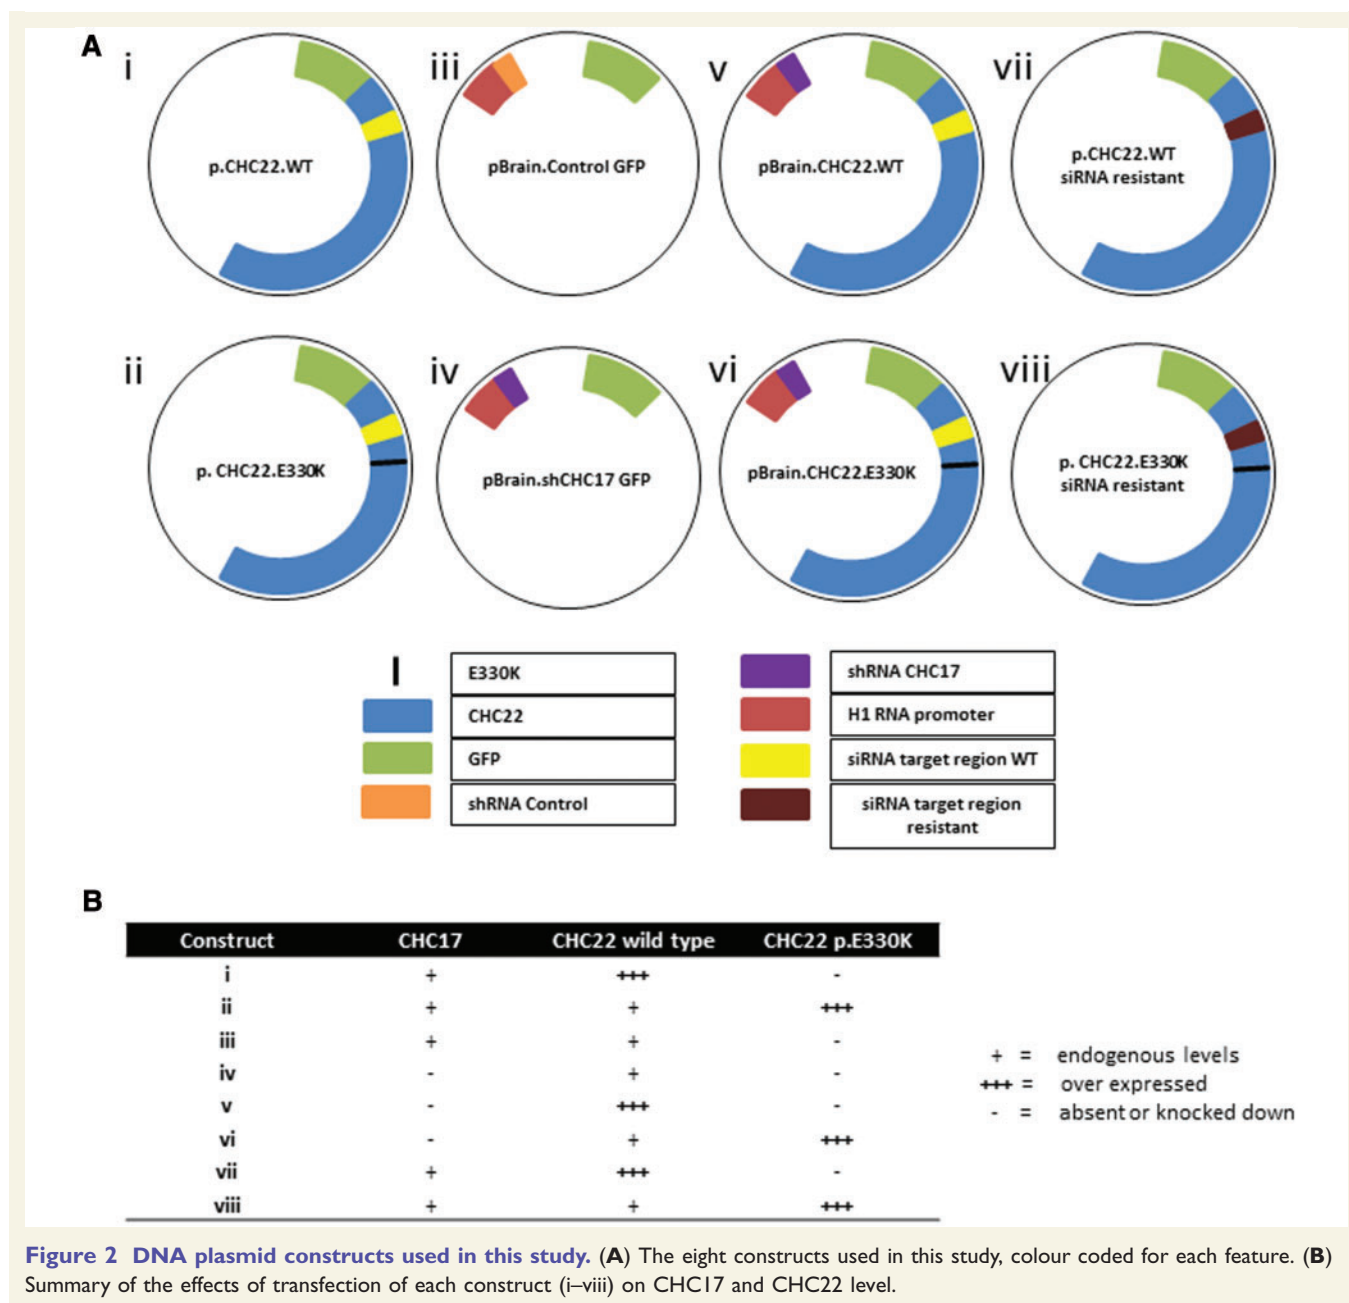 A
i
iii
v
vii
p.CHC22.WT
pBrain.Control GFP
pBrain.CHC22.WT
p.CHC22.WT
siRNA resistant
ii
iv
vi
viii
p. CHC22.E330K
pBrain.shCHC17 GFP
pBrain.CHC22.E330K
p. CHC22.E330K
siRNA resistant
E330K
CHC22
GFP
shRNA Control
shRNA CHC17
H1 RNA promoter
siRNA target region WT
siRNA target region
resistant
B
Construct CHC17 CHC22 wild type CHC22 p.E330K
i + +++ -
ii + + +++
iii + + -
iv - + -
v - +++ -
vi - + +++
vii + +++ -
viii + + +++
+ = endogenous levels
+++ = over expressed
- = absent or knocked down
Figure 2 DNA plasmid constructs used in this study. (A) The eight constructs used in this study, colour coded for each feature. (B)
Summary of the effects of transfection of each construct (i–viii) on CHC17 and CHC22 level.